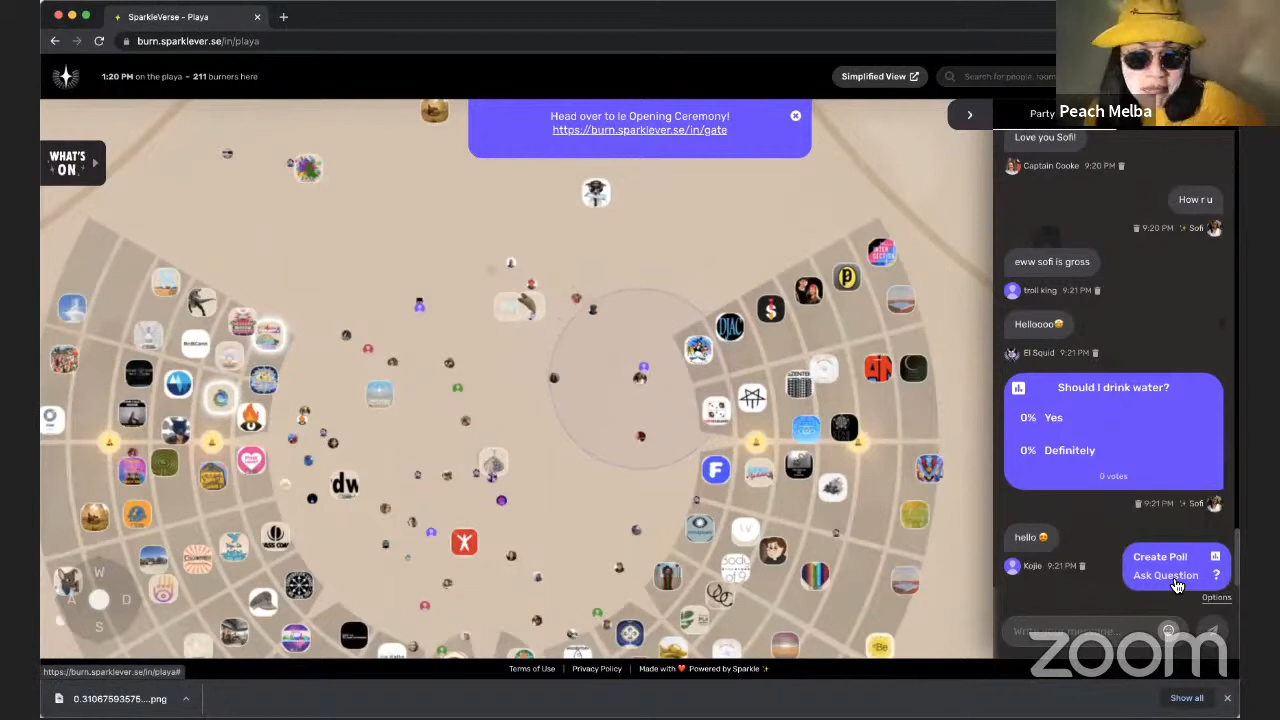 SparkleVerse - Playa
burn.sparklever.se/in/playa
1:20 PM on the playa – 211 burners here
Simplified View
Search for people, room
Peach Melba
Party
Head over to le Opening Ceremony!
https://burn.sparklever.se/in/gate
WHAT'S
ON
Love you Sofi!
Captain Cooke 9:20 PM
How r u
9:20 PM Sofi
eww sofi is gross
troll king 9:21 PM
Helloooo🤩
El Squid 9:21 PM
Should I drink water?
0% Yes
0% Definitely
0 votes
9:21 PM Sofi
hello 🥰
Kojie 9:21 PM
Create Poll
Ask Question ?
Options
Write your message...
zoom
DJAC
dw
F
W
A D
S
Terms of Use | Privacy Policy | Made with ❤️ Powered by Sparkle ✨
https://burn.sparklever.se/in/playa#
0.31067593575....png
Show all